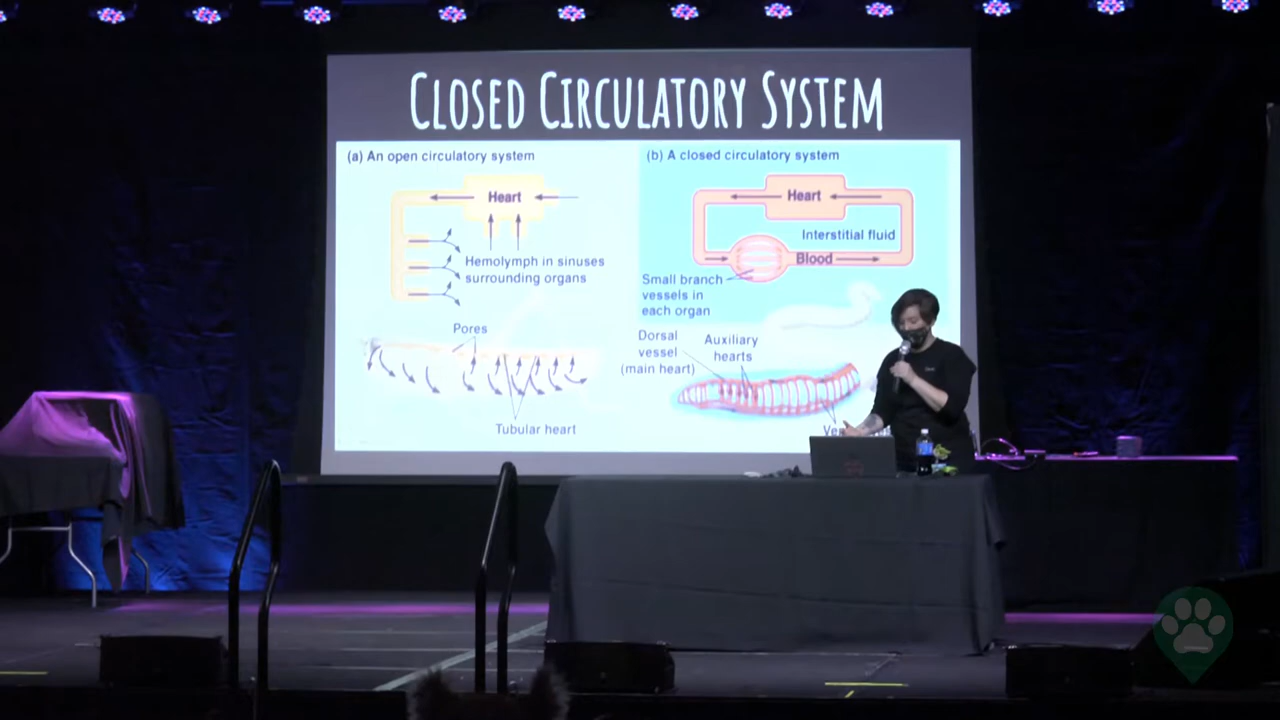 CLOSED CIRCULATORY SYSTEM
(a) An open circulatory system
Heart
Hemolymph in sinuses
surrounding organs
Pores
Tubular heart
(b) A closed circulatory system
Heart
Interstitial fluid
Blood
Small branch
vessels in
each organ
Dorsal
vessel
(main heart)
Auxiliary
hearts